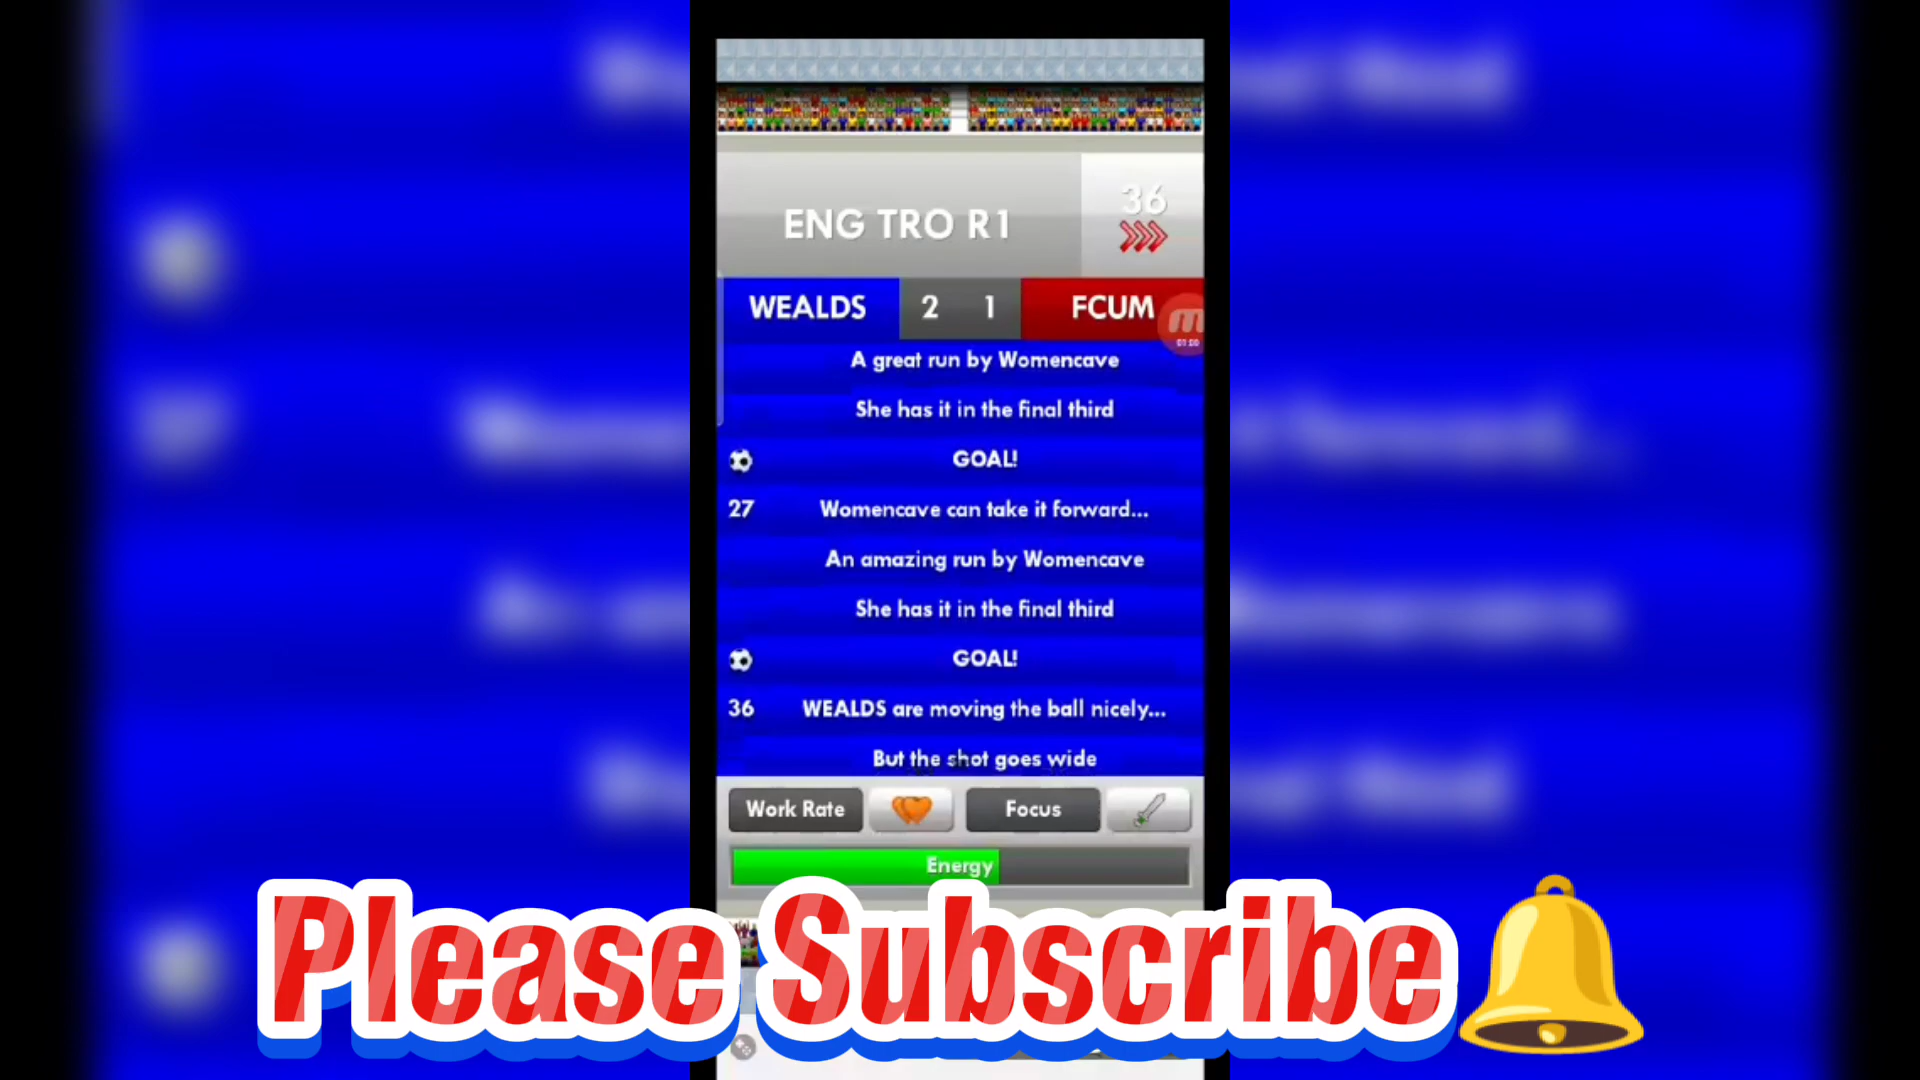 ENG TRO R1
36
WEALDS 2 1 FCUM
01:00
A great run by Womencave
She has it in the final third
GOAL!
27 Womencave can take it forward...
An amazing run by Womencave
She has it in the final third
GOAL!
36 WEALDS are moving the ball nicely...
But the shot goes wide
Work Rate Focus
Energy
Please Subscribe